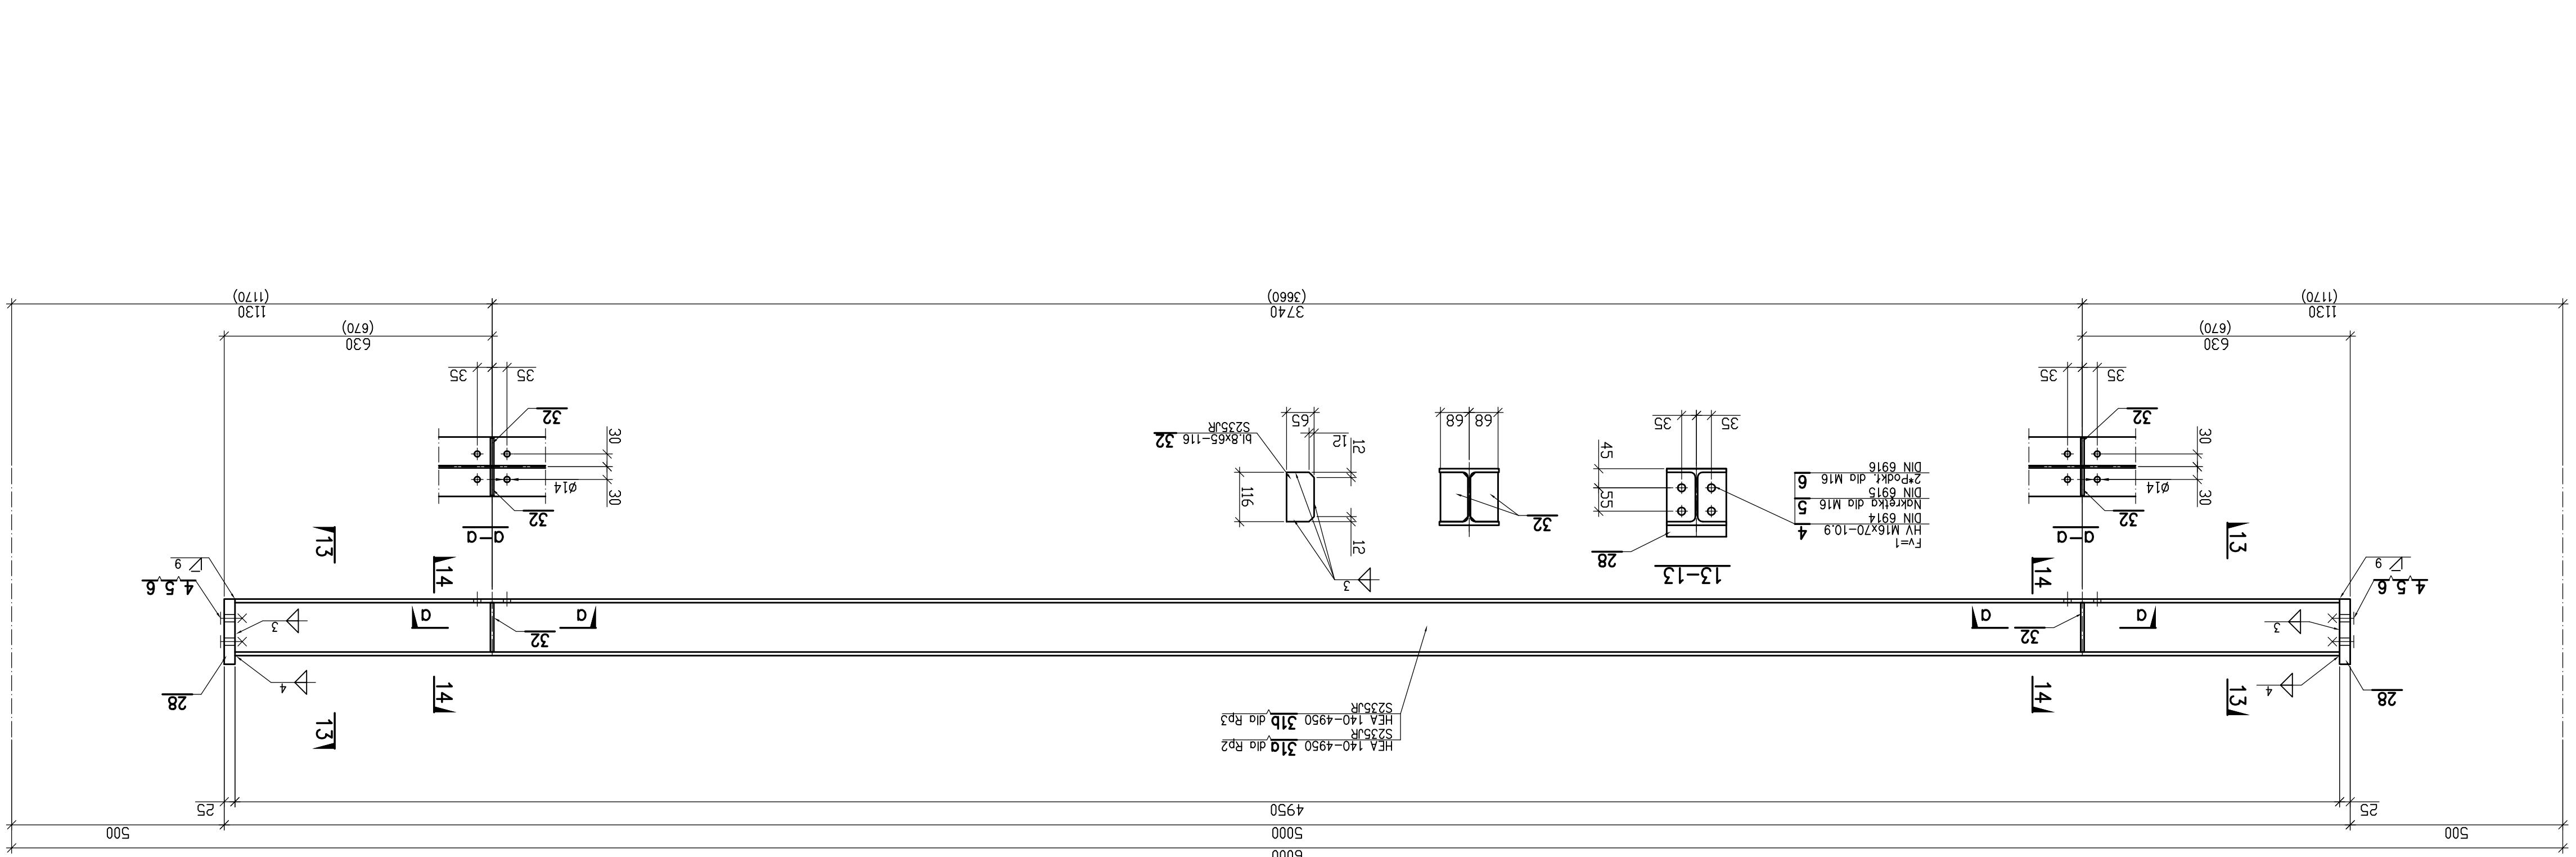 6000
500
5000
500
25
4950
25
HEA 140-4950 31a dla Rp2
S235JR
HEA 140-4950 31b dla Rp3
S235JR
13
14
14
13
28
4
4
28
3
a
32
a
a
32
a
3
4 5 6
6
14
14
6
4 5 6
13
13
13-13
28
Fv=1
HV M16x70-10.9 4
DIN 6914
Nakrętka dla M16 5
DIN 6915
2*Podkł. dla M16 6
DIN 6916
55
45
35
35
32
68
68
3
12
116
12
12
65
32 bl.8x65-116
S235JR
a-a
32
Ø14
30
30
32
35
35
a-a
32
Ø14
30
30
32
35
35
630
(670)
630
(670)
1130
(1170)
3740
(3660)
1130
(1170)